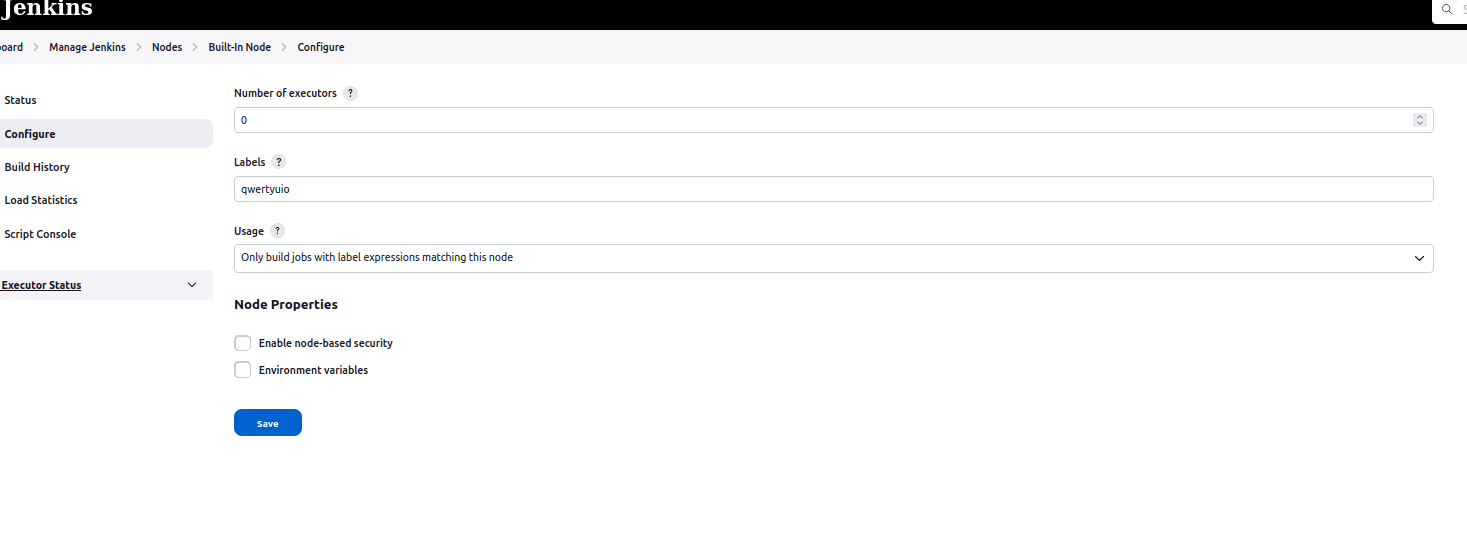 Jenkins
oard > Manage Jenkins > Nodes > Built-In Node > Configure
Status
Configure
Build History
Load Statistics
Script Console
Executor Status
Number of executors ?
0
Labels ?
qwertyuio
Usage ?
Only build jobs with label expressions matching this node
Node Properties
Enable node-based security
Environment variables
Save